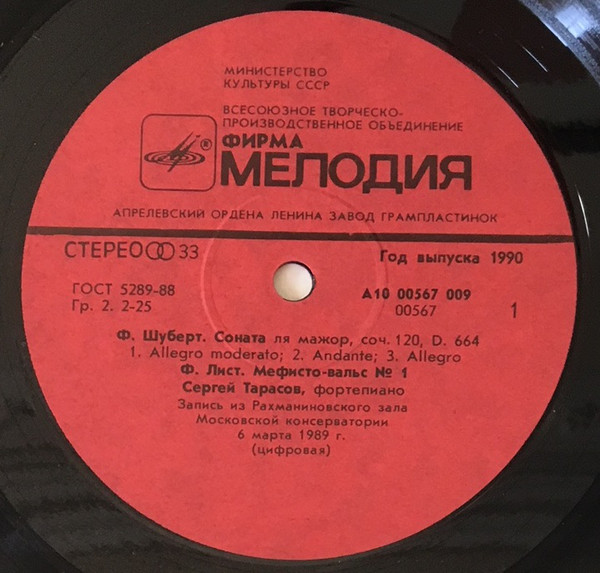 МИНИСТЕРСТВО
КУЛЬТУРЫ СССР
ВСЕСОЮЗНОЕ ТВОРЧЕСКО-
ПРОИЗВОДСТВЕННОЕ ОБЪЕДИНЕНИЕ
® ФИРМА
МЕЛОДИЯ
АПРЕЛЕВСКИЙ ОРДЕНА ЛЕНИНА ЗАВОД ГРАМПЛАСТИНОК
СТЕРЕО 33
Год выпуска 1990
ГОСТ 5289-88
Гр. 2. 2-25
А10 00567 009
00567
1
Ф. Шуберт. Соната ля мажор, соч. 120, D. 664
1. Allegro moderato; 2. Andante; 3. Allegro
Ф. Лист. Мефисто-вальс № 1
Сергей Тарасов, фортепиано
Запись из Рахманиновского зала
Московской консерватории
6 марта 1989 г.
(цифровая)